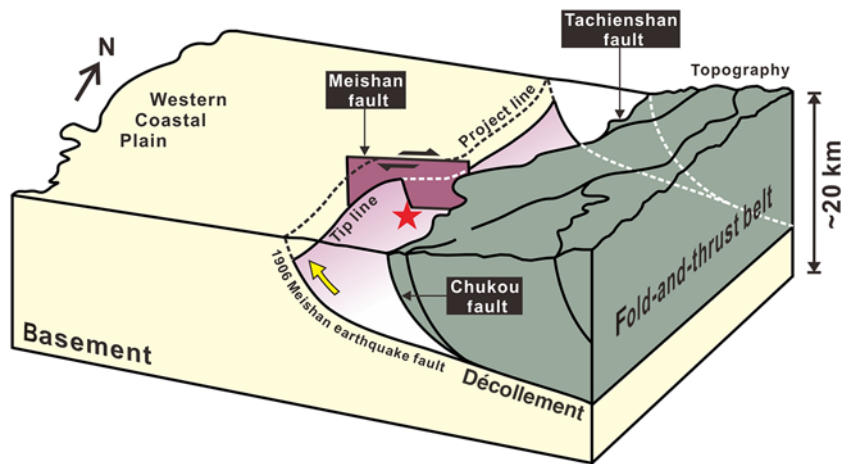 N
Western
Coastal
Plain
Meishan
fault
Tachienshan
fault
Topography
Project line
Tip line
~20 km
1906 Meishan earthquake fault
Chukou
fault
Fold-and-thrust belt
Basement
Décollement